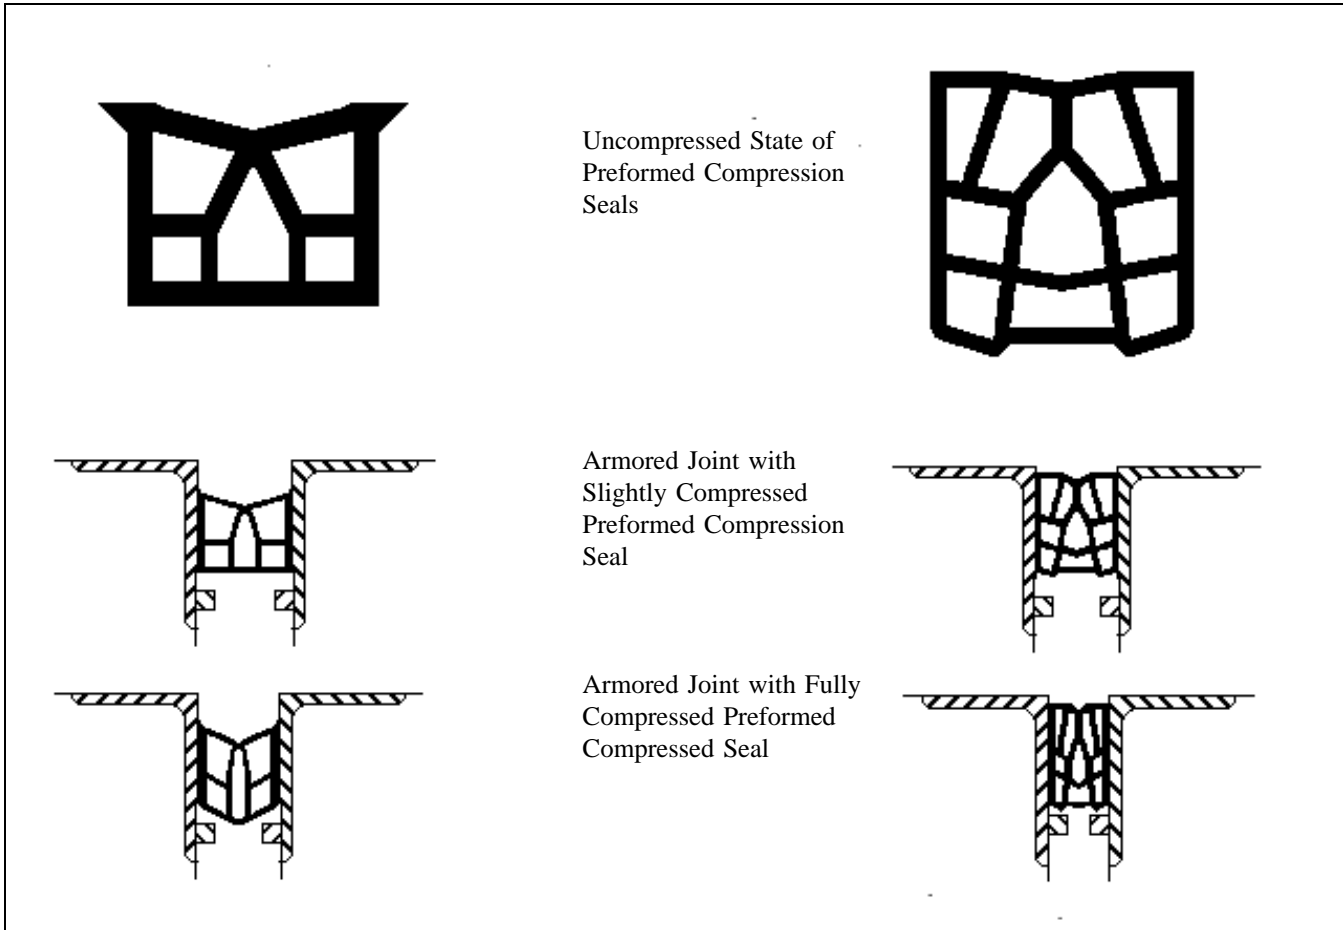 Uncompressed State of
Preformed Compression
Seals
Armored Joint with
Slightly Compressed
Preformed Compression
Seal
Armored Joint with Fully
Compressed Preformed
Compressed Seal